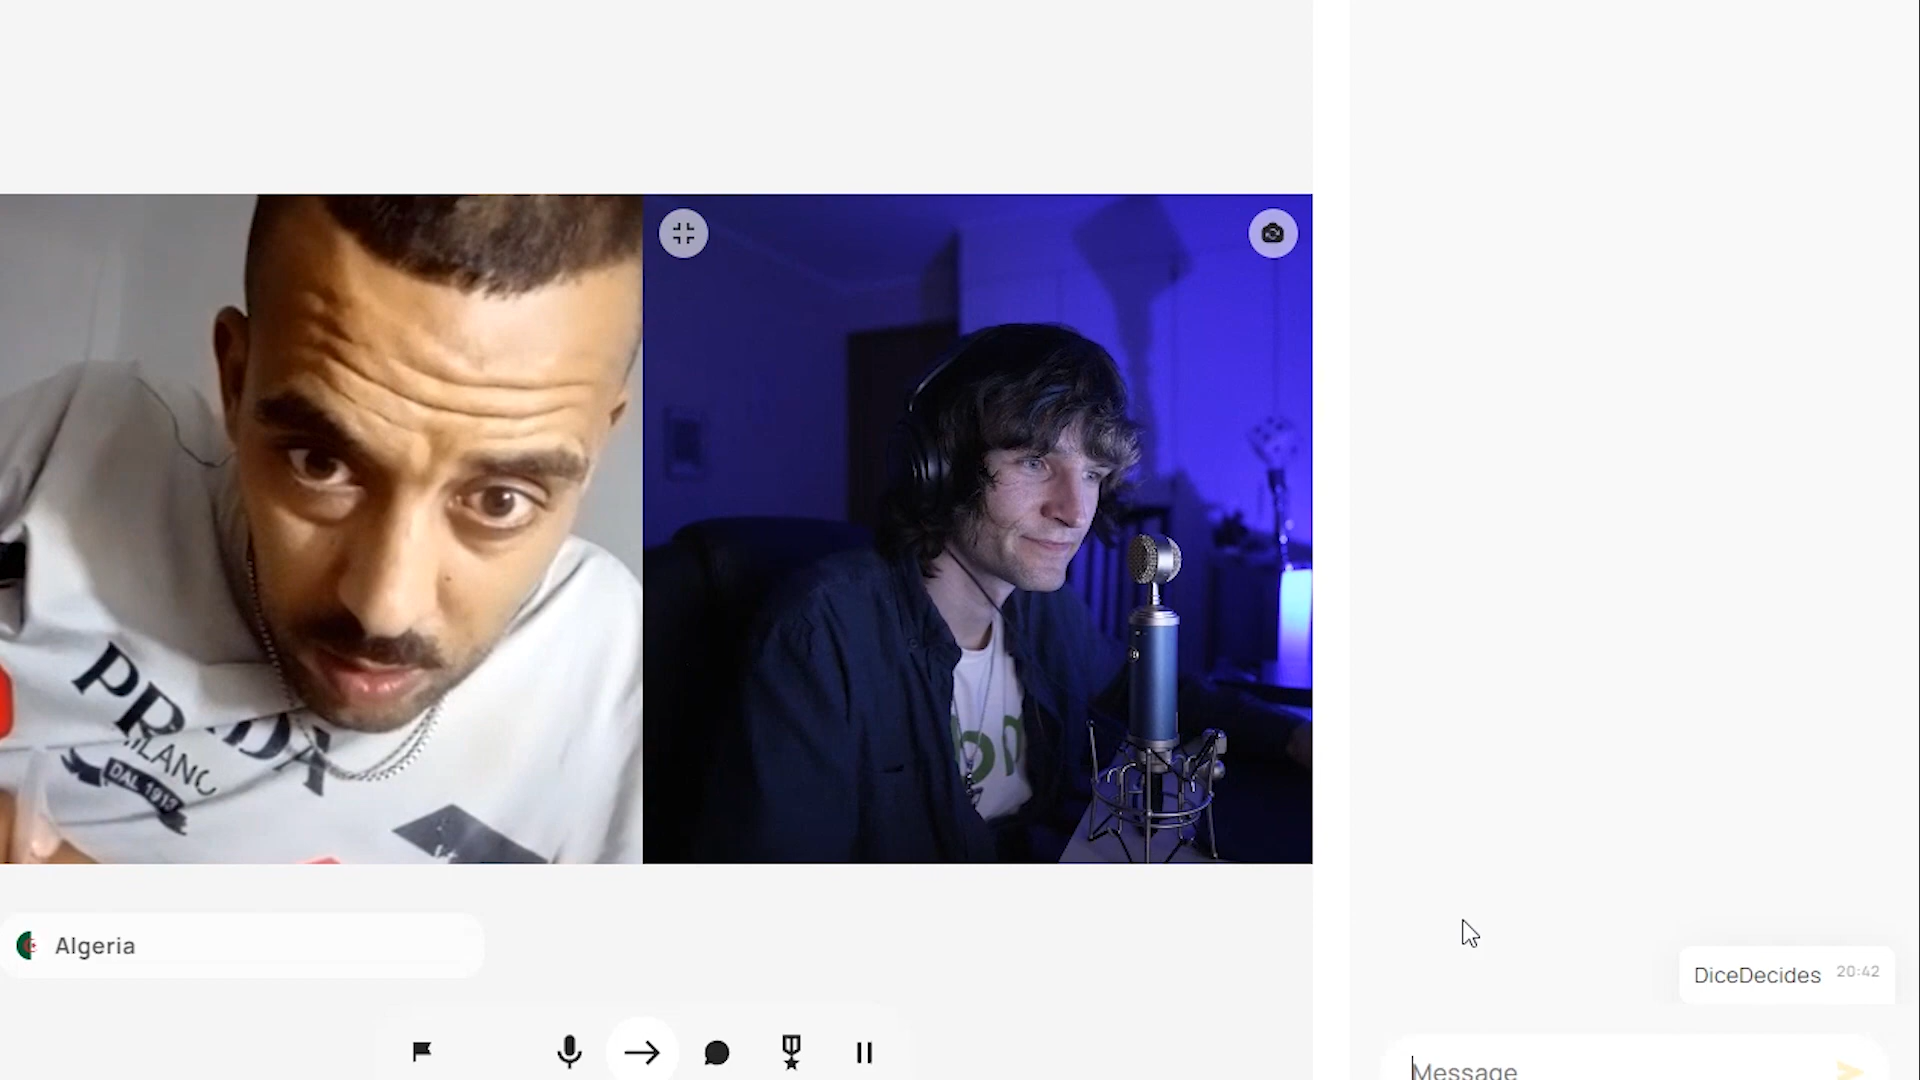 PRADA
MILANO
DAL 1913
Algeria
DiceDecides 20:42
Message